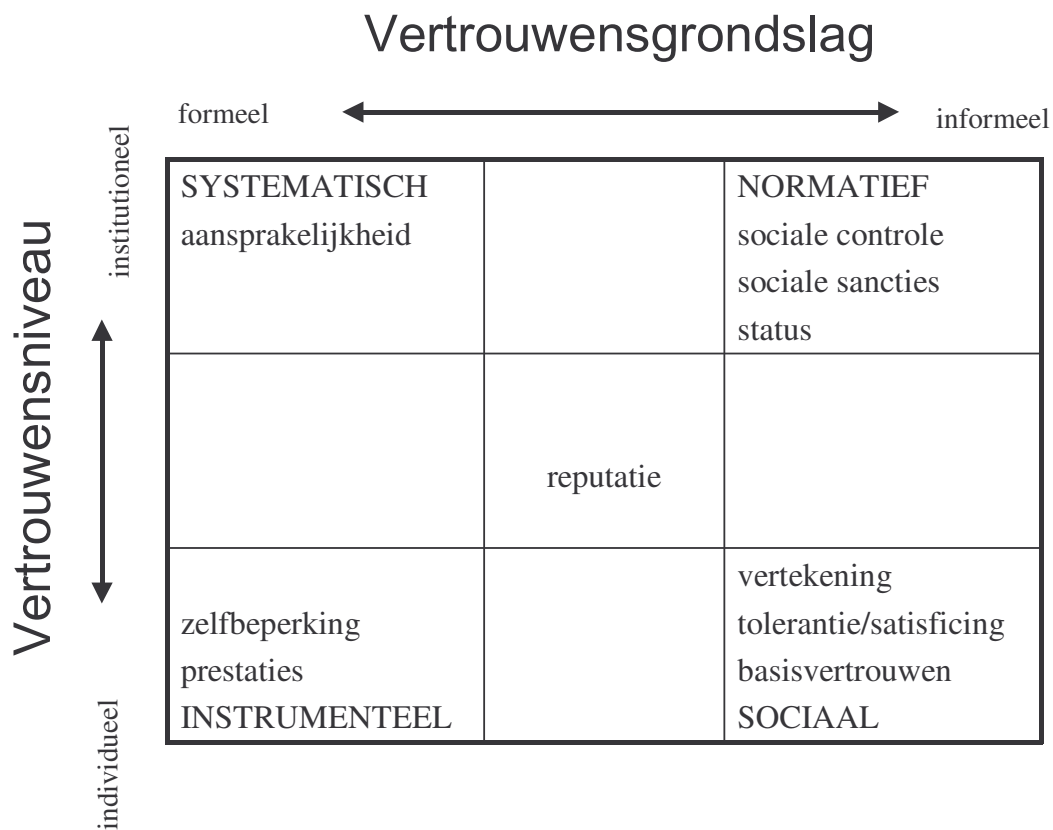 Vertrouwensgrondslag
formeel
informeel
Vertrouwensniveau
institutioneel
individueel
SYSTEMATISCH
aansprakelijkheid
NORMATIEF
sociale controle
sociale sancties
status
reputatie
zelfbeperking
prestaties
INSTRUMENTEEL
vertekening
tolerantie/satisficing
basisvertrouwen
SOCIAAL